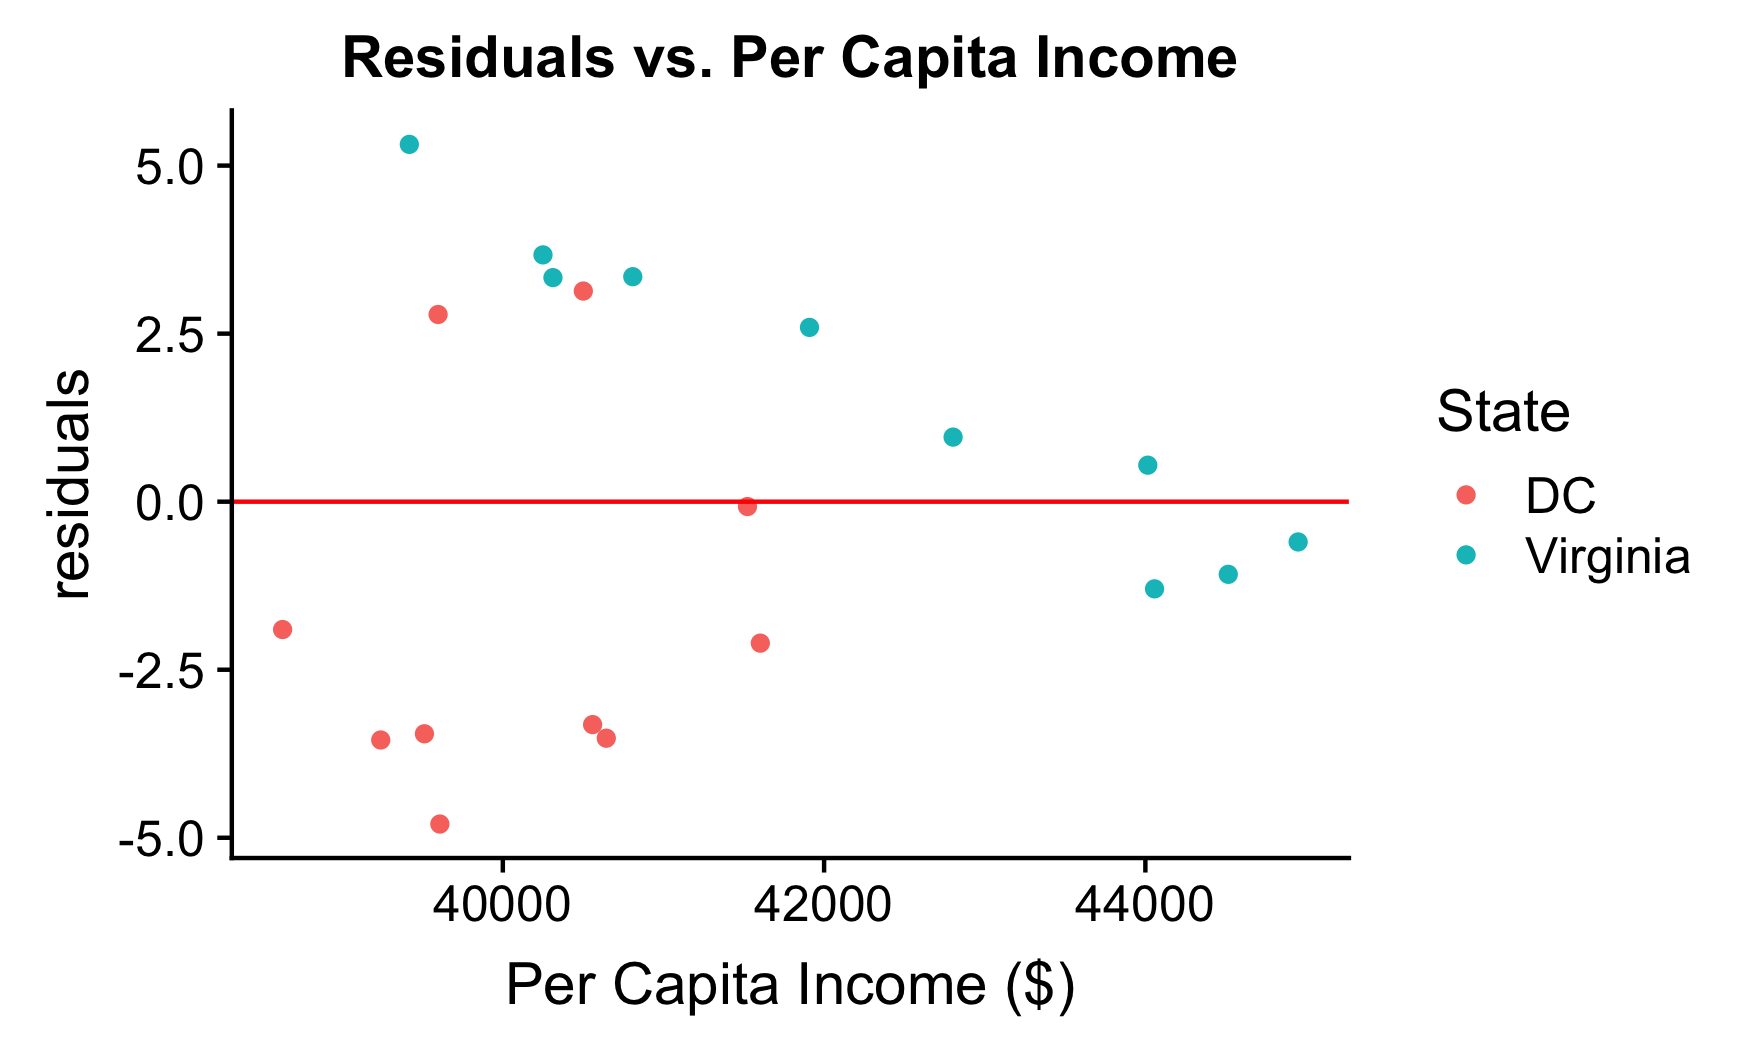 Residuals vs. Per Capita Income
5.0
2.5
0.0
-2.5
-5.0
residuals
40000 42000 44000
Per Capita Income ($)
State
DC
Virginia